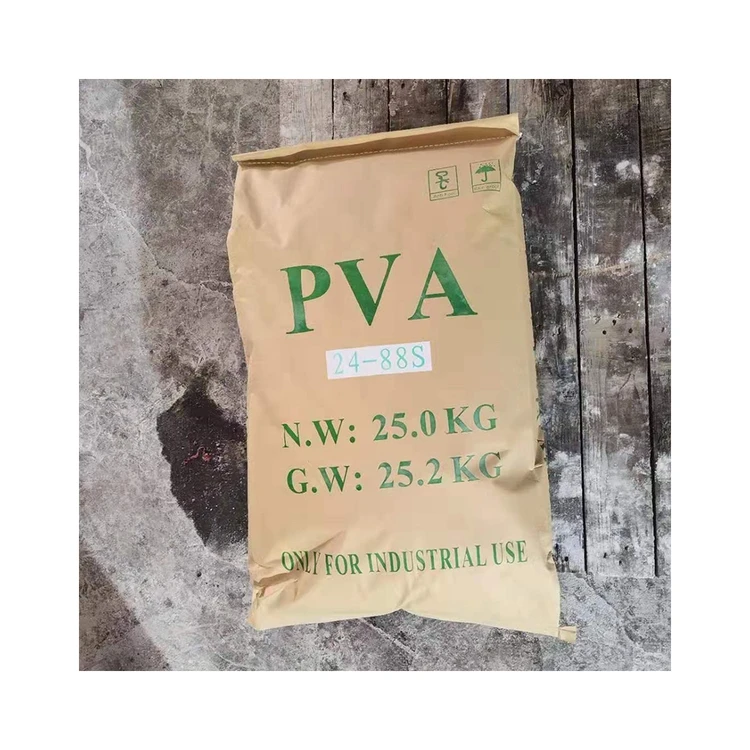 PVA
24-88S
N.W: 25.0 KG
G.W: 25.2 KG
ONLY FOR INDUSTRIAL USE